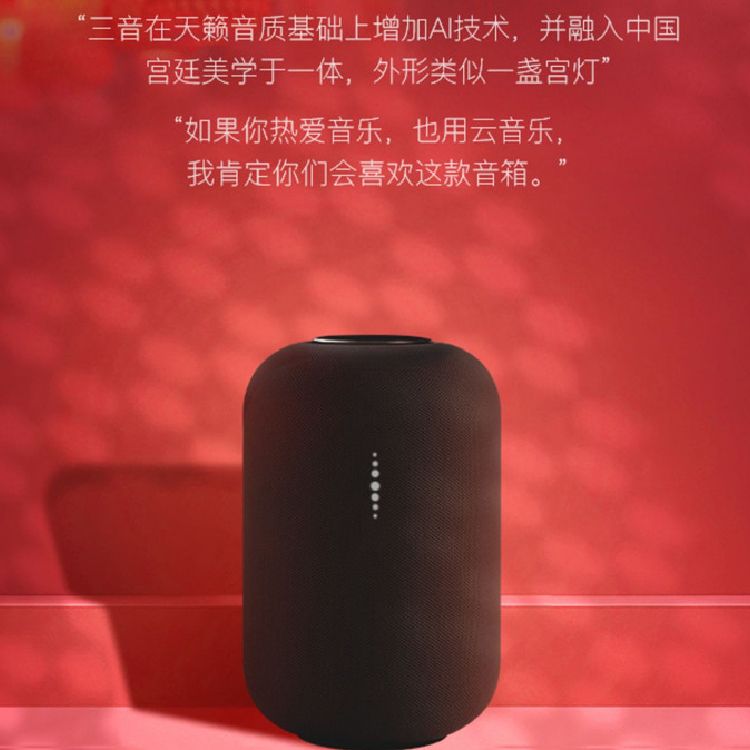 “三音在天籁音质基础上增加AI技术，并融入中国
宫廷美学于一体，外形类似一盏宫灯”
“如果你热爱音乐，也用云音乐，
我肯定你们会喜欢这款音箱。”